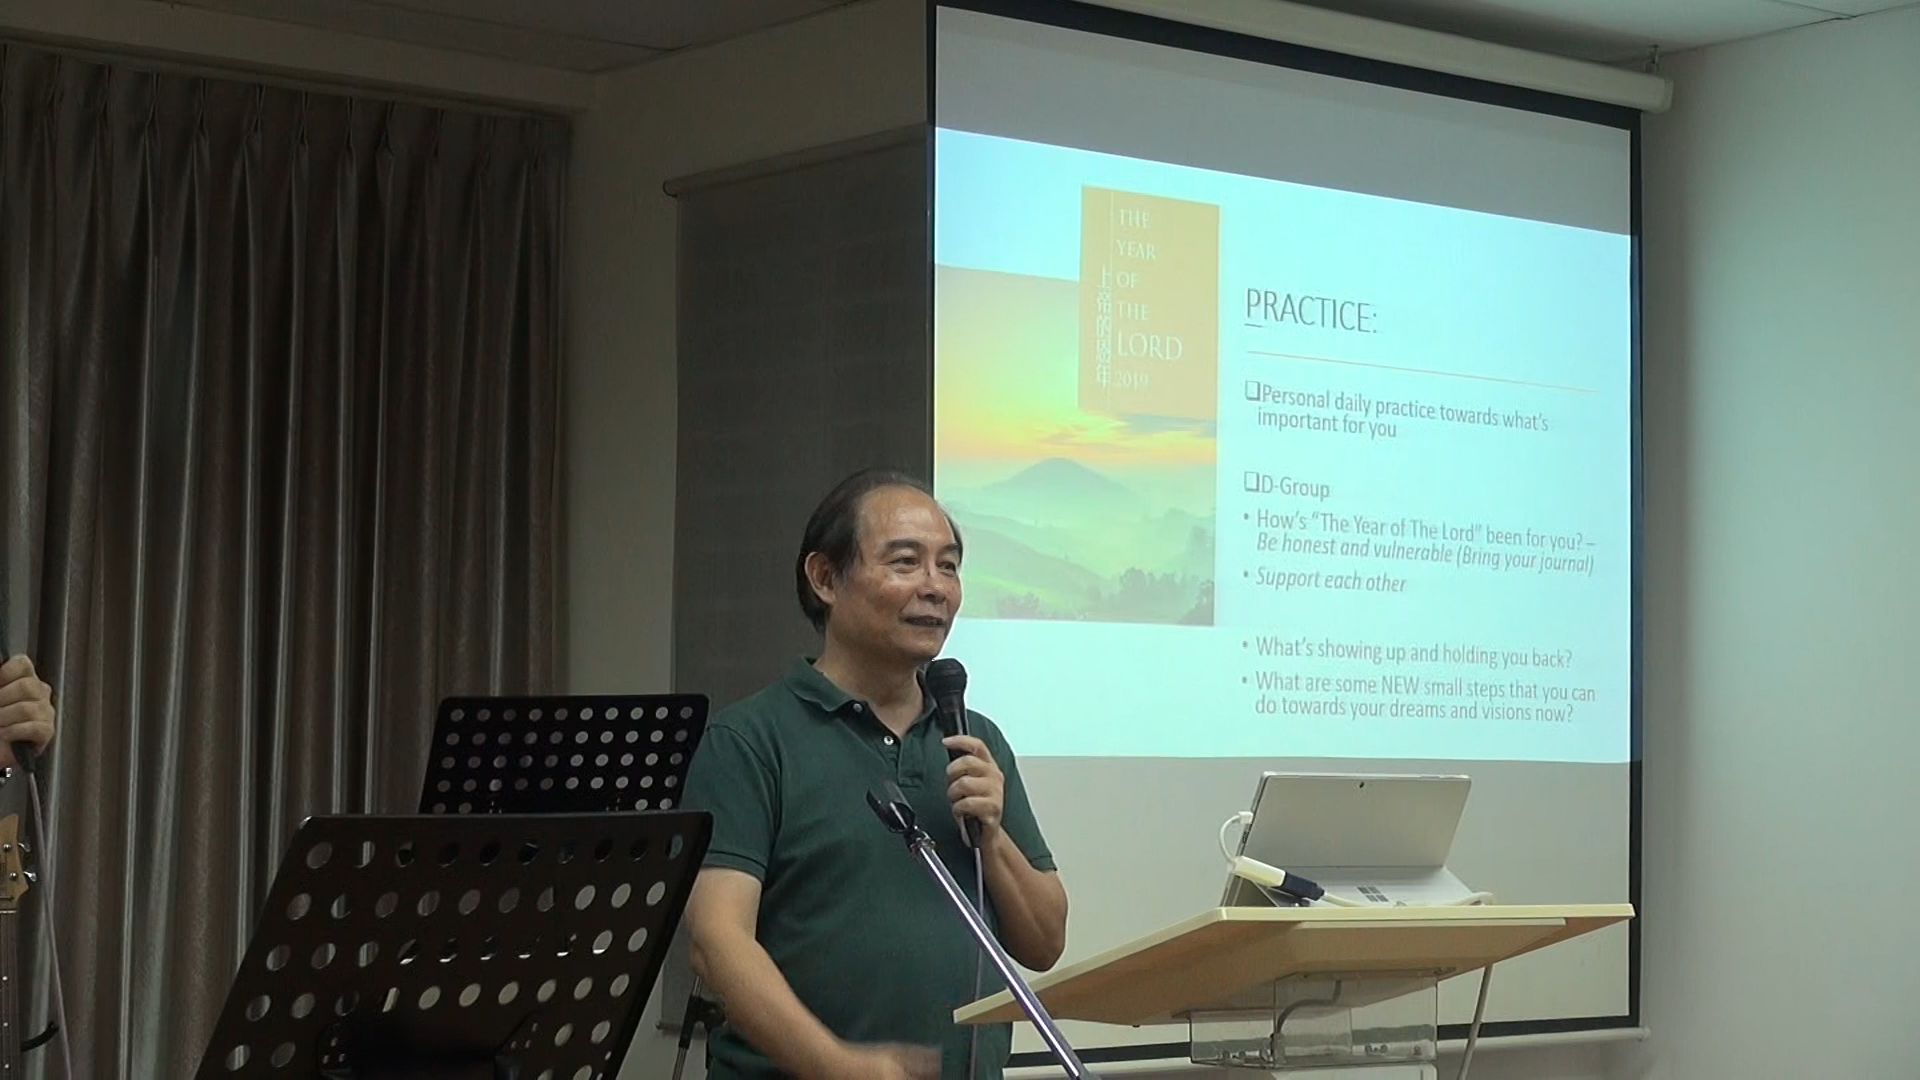 THE
YEAR
OF
THE
LORD
2019
上帝的恩年
PRACTICE:
❑Personal daily practice towards what's
important for you
❑D-Group
• How's "The Year of The Lord" been for you? –
Be honest and vulnerable (Bring your journal)
• Support each other
• What's showing up and holding you back?
• What are some NEW small steps that you can
do towards your dreams and visions now?